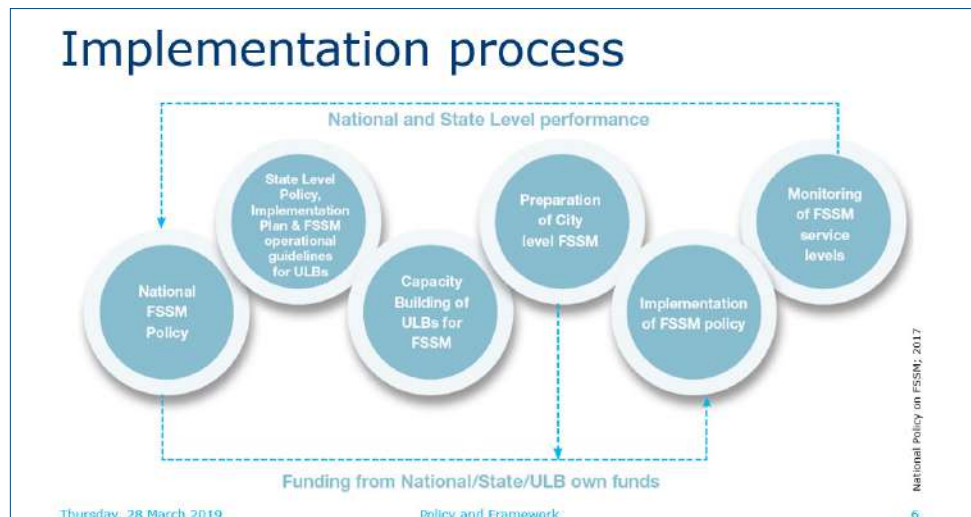 Implementation process
National and State Level performance
National
FSSM
Policy
State Level
Policy,
Implementation
Plan & FSSM
operational
guidelines
for ULBs
Capacity
Building of
ULBs for
FSSM
Preparation
of City
level FSSM
Implementation
of FSSM policy
Monitoring
of FSSM
service
levels
Funding from National/State/ULB own funds
National Policy on FSSM; 2017
Thursday, 28 March 2019
Policy and Framework
6